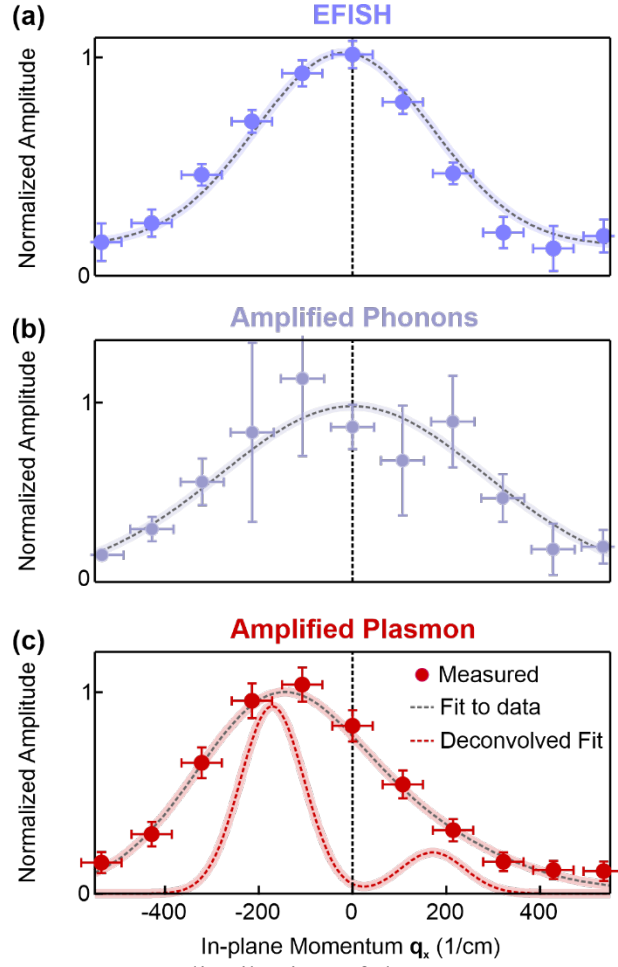 (a)
EFISH
1
Normalized Amplitude
0
(b)
Amplified Phonons
1
Normalized Amplitude
0
(c)
Amplified Plasmon
1
Normalized Amplitude
0
Measured
Fit to data
Deconvolved Fit
-400 -200 0 200 400
In-plane Momentum qx (1/cm)